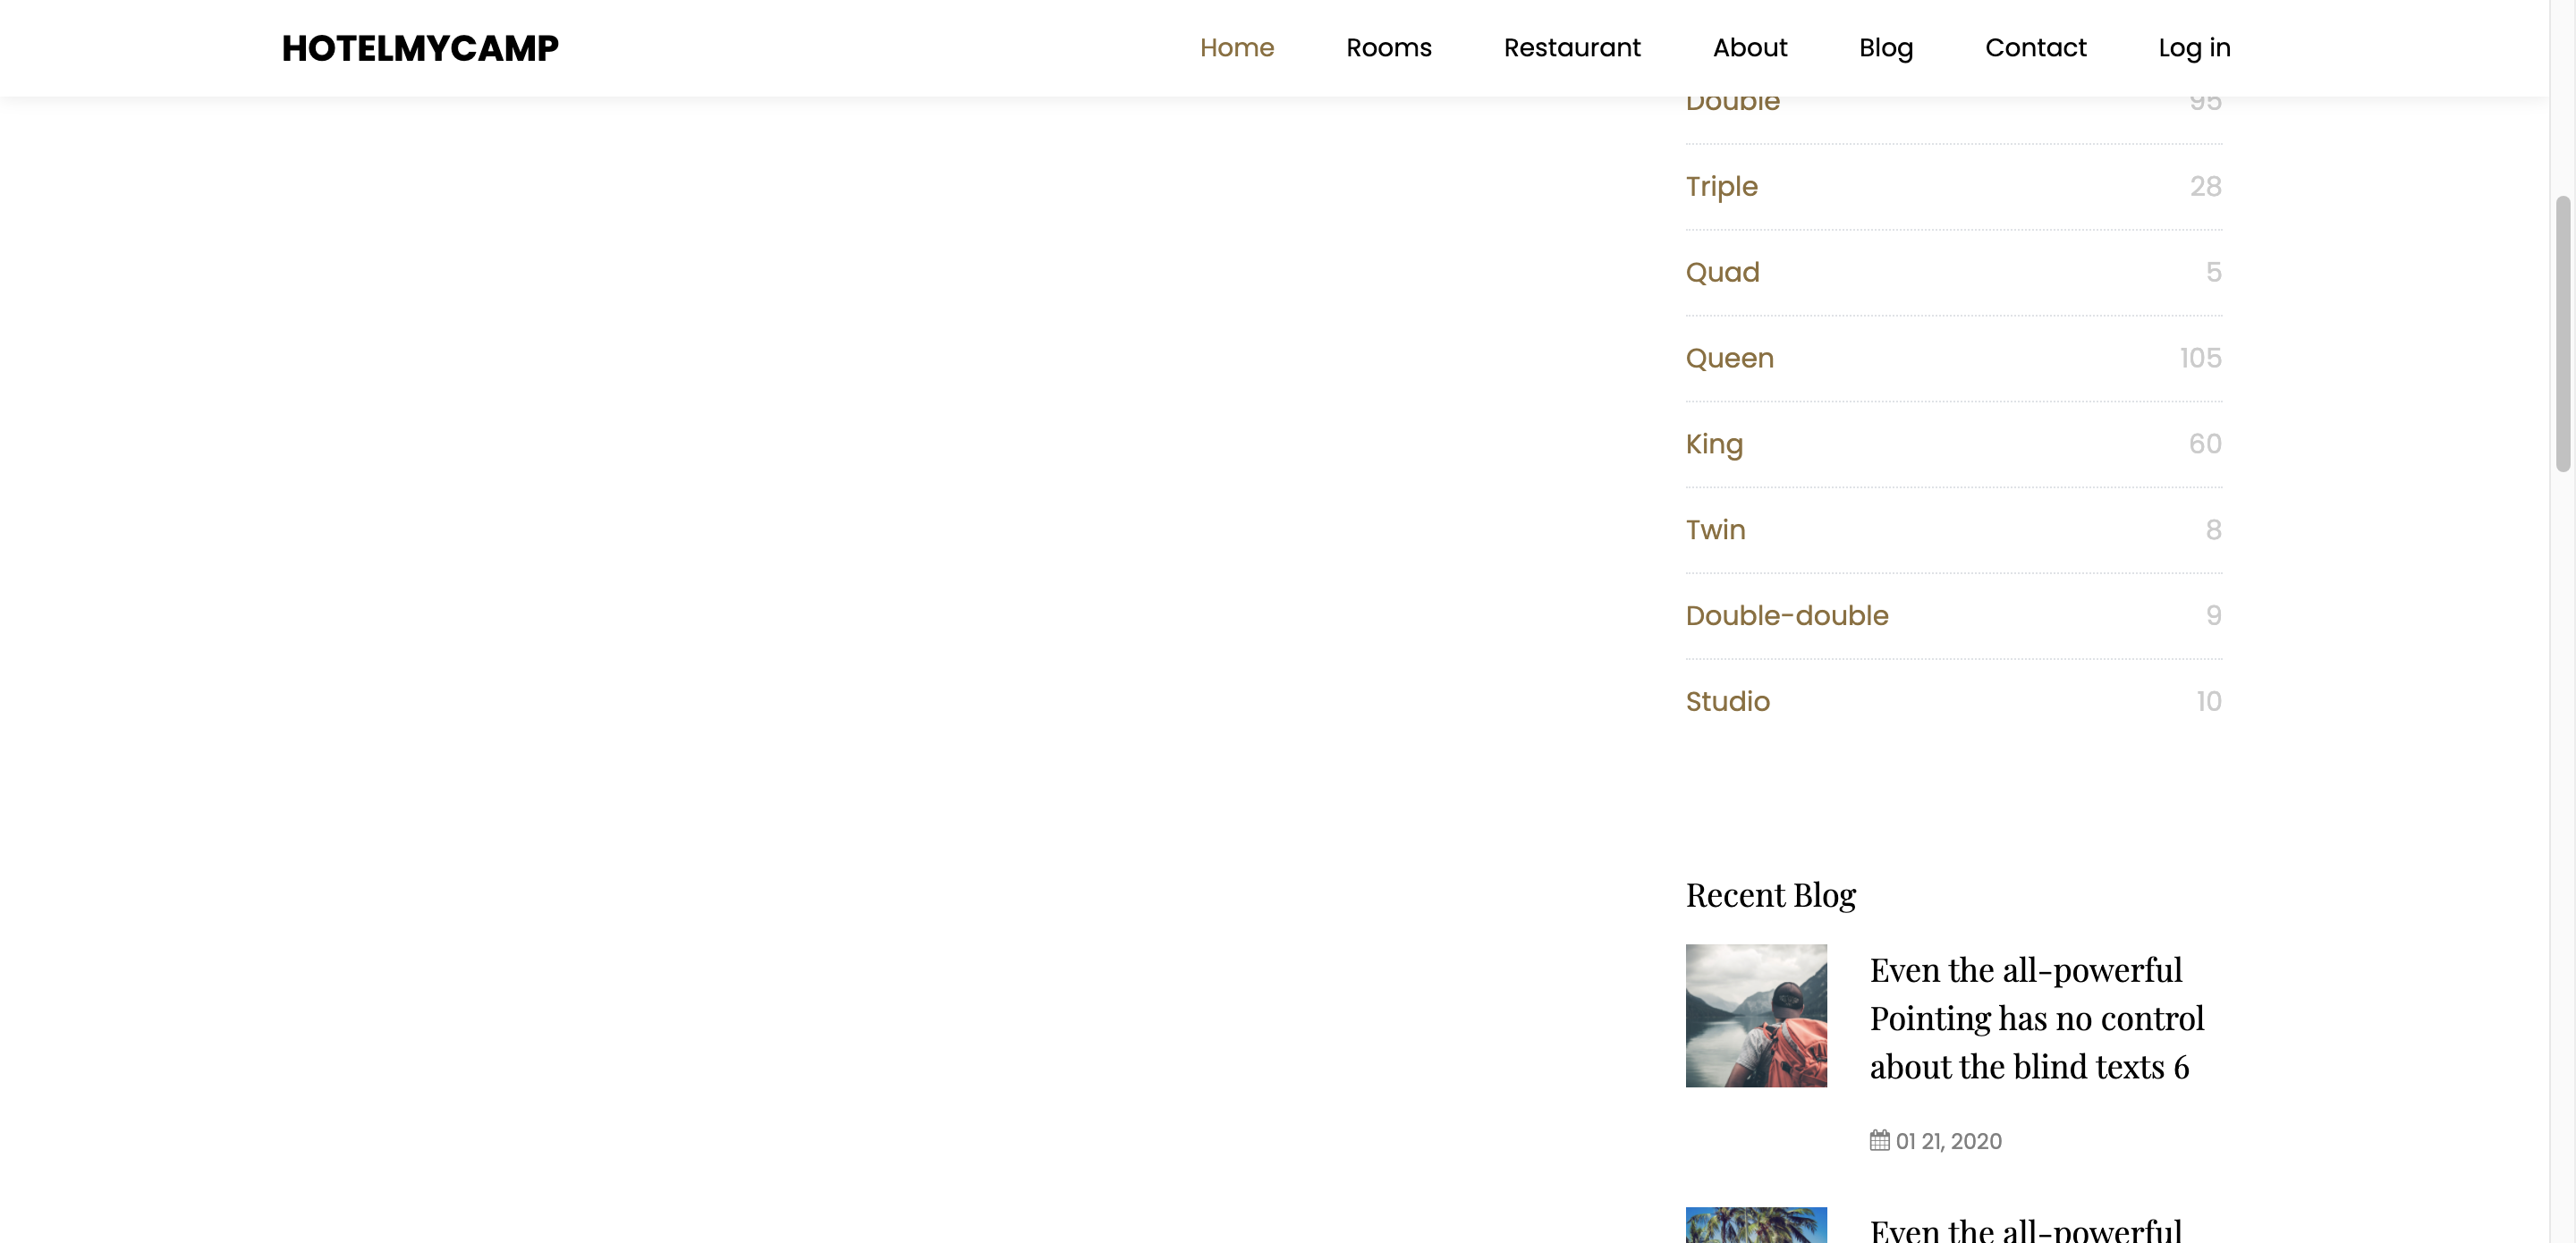 HOTELMYCAMP
Home Rooms Restaurant About Blog Contact Log in
Double 95
Triple 28
Quad 5
Queen 105
King 60
Twin 8
Double-double 9
Studio 10
Recent Blog
Even the all-powerful
Pointing has no control
about the blind texts 6
01 21, 2020
Even the all-powerful